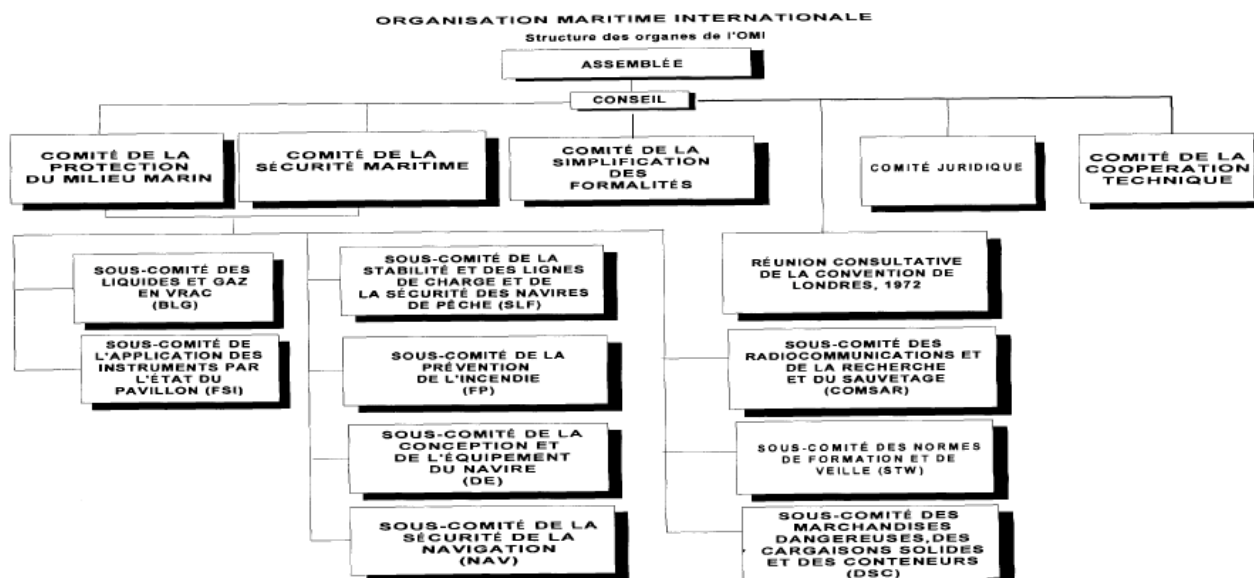 ORGANISATION MARITIME INTERNATIONALE
Structure des organes de l'OMI
ASSEMBLÉE
CONSEIL
COMITÉ DE LA
PROTECTION
DU MILIEU MARIN
COMITÉ DE LA
SÉCURITÉ MARITIME
COMITÉ DE LA
SIMPLIFICATION
DES
FORMALITÉS
COMITÉ JURIDIQUE
COMITÉ DE LA
COOPERATION
TECHNIQUE
SOUS-COMITÉ DES
LIQUIDES ET GAZ
EN VRAC
(BLG)
SOUS-COMITÉ DE LA
STABILITÉ ET DES LIGNES
DE CHARGE ET DE
LA SÉCURITÉ DES NAVIRES
DE PÊCHE (SLF)
RÉUNION CONSULTATIVE
DE LA CONVENTION DE
LONDRES, 1972
SOUS-COMITÉ DE
L'APPLICATION DES
INSTRUMENTS PAR
L'ÉTAT DU
PAVILLON (FSI)
SOUS-COMITÉ DE LA
PRÉVENTION
DE L'INCENDIE
(FP)
SOUS-COMITÉ DES
RADIOCOMMUNICATIONS ET
DE LA RECHERCHE
ET DU SAUVETAGE
(COMSAR)
SOUS-COMITÉ DE LA
CONCEPTION ET
DE L'ÉQUIPEMENT
DU NAVIRE
(DE)
SOUS-COMITÉ DES NORMES
DE FORMATION ET DE
VEILLE (STW)
SOUS-COMITÉ DE LA
SÉCURITÉ DE LA
NAVIGATION
(NAV)
SOUS-COMITÉ DES
MARCHANDISES
DANGEREUSES,DES
CARGAISONS SOLIDES
ET DES CONTENEURS
(DSC)